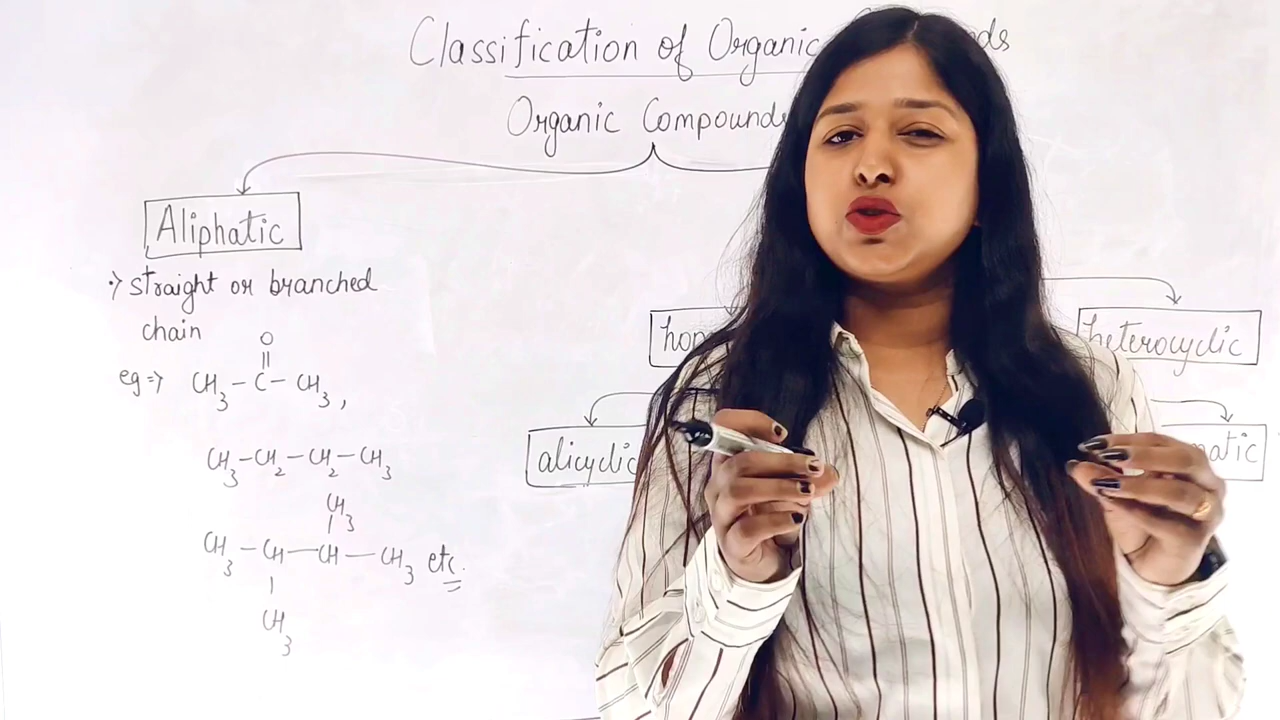 Classification of Organic
Organic Compounds
Aliphatic
:> straight or branched
chain
eg => CH3 - C - CH3 ,
O
||
CH3 - CH2 - CH2 - CH3
CH3
|
CH3 - CH - CH - CH3 etc.
|
CH3
heterocyclic
alicyclic